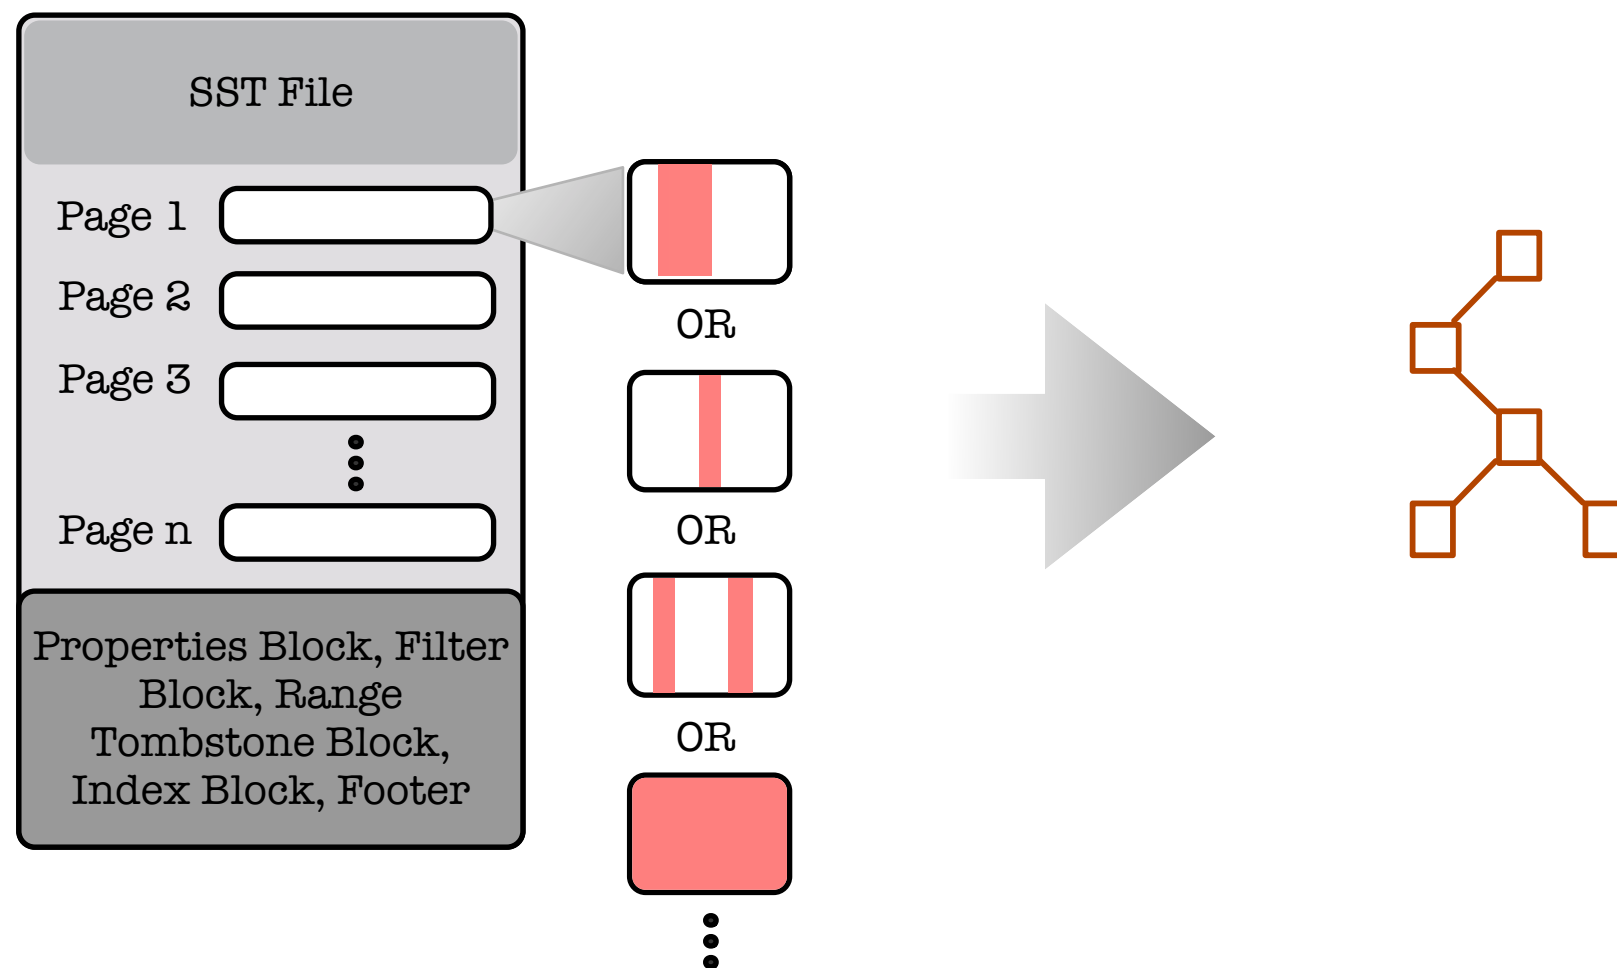 SST File
Page 1
Page 2
Page 3
Page n
Properties Block, Filter
Block, Range
Tombstone Block,
Index Block, Footer
OR
OR
OR